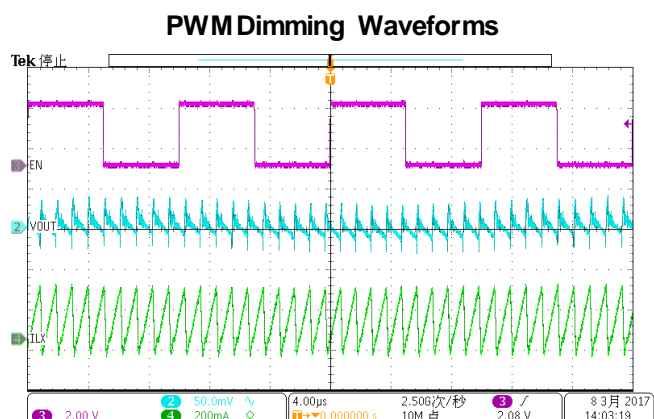 PWM Dimming Waveforms
Tek 停止
T
3 EN
2 VOUT
4 ILX
2 50.0mV 4.00µs 2.50G次/秒 3 8 3月 2017
3 2.00 V 4 200mA T 0.000000 s 10M 点 2.08 V 14:03:19